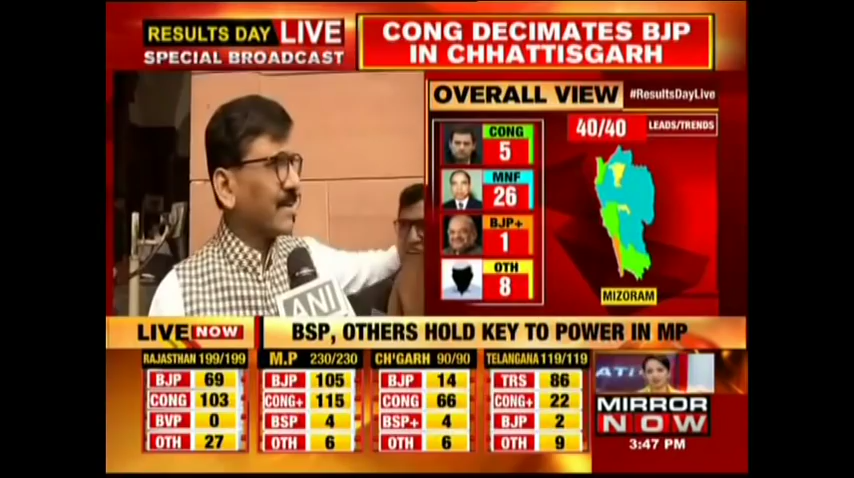 RESULTS DAY LIVE
SPECIAL BROADCAST
CONG DECIMATES BJP
IN CHHATTISGARH
OVERALL VIEW
#ResultsDayLive
CONG
5
MNF
26
BJP+
1
OTH
8
40/40 LEADS/TRENDS
MIZORAM
ANI
LIVE NOW
BSP, OTHERS HOLD KEY TO POWER IN MP
RAJASTHAN 199/199
BJP 69
CONG 103
BVP 0
OTH 27
M.P 230/230
BJP 105
CONG+ 115
BSP 4
OTH 6
CH'GARH 90/90
BJP 14
CONG 66
BSP+ 4
OTH 6
TELANGANA 119/119
TRS 86
CONG+ 22
BJP 2
OTH 9
MIRROR
NOW
3:47 PM